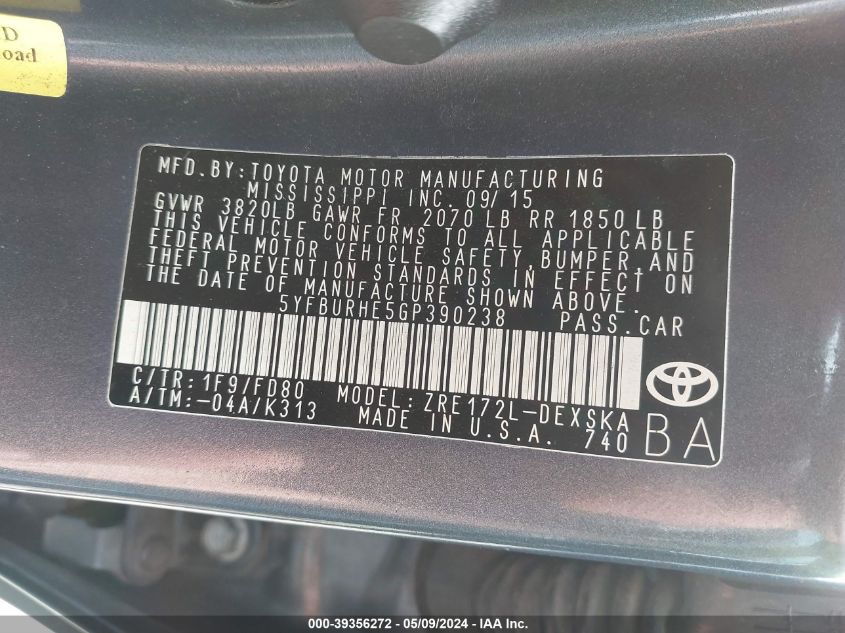 D
oad
MFD.BY:TOYOTA MOTOR MANUFACTURING
MISSISSIPPI INC. 09/15
GVWR 3820LB GAWR FR 2070 LB RR 1850LB
THIS VEHICLE CONFORMS TO ALL APPLICABLE
FEDERAL MOTOR VEHICLE SAFETY,BUMPER,AND
THEFT PREVENTION STANDARDS IN EFFECT ON
THE DATE OF MANUFACTURE SHOWN ABOVE.
5YFBURHE5GP390238 PASS.CAR
C/TR:1F9/FD80 MODEL:ZRE172L-DEXSKA
A/TM:-04A/K313 MADE IN U.S.A. 740
BA
000-39356272 - 05/09/2024 - IAA Inc.